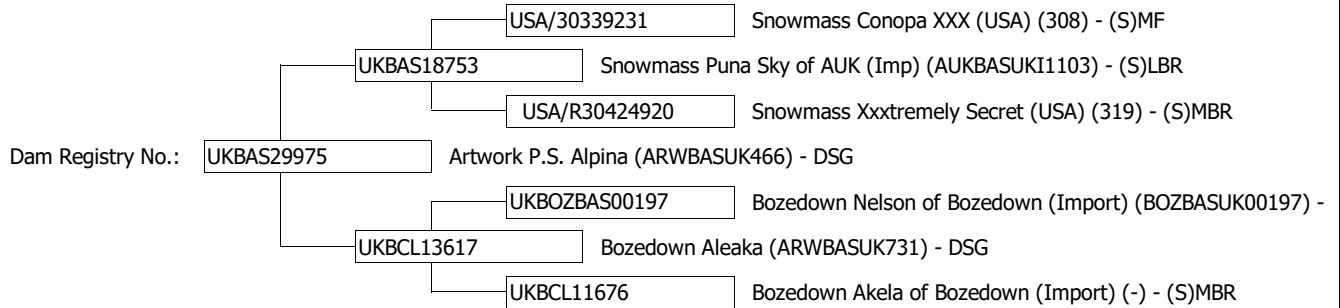 USA/30339231 Snowmass Conopa XXX (USA) (308) - (S)MF
UKBAS18753 Snowmass Puna Sky of AUK (Imp) (AUKBASUKI1103) - (S)LBR
USA/R30424920 Snowmass Xxxtremely Secret (USA) (319) - (S)MBR
Dam Registry No.: UKBAS29975 Artwork P.S. Alpina (ARWBASUK466) - DSG
UKBOZBAS00197 Bozedown Nelson of Bozedown (Import) (BOZBASUK00197) -
UKBCL13617 Bozedown Aleaka (ARWBASUK731) - DSG
UKBCL11676 Bozedown Akela of Bozedown (Import) (-) - (S)MBR